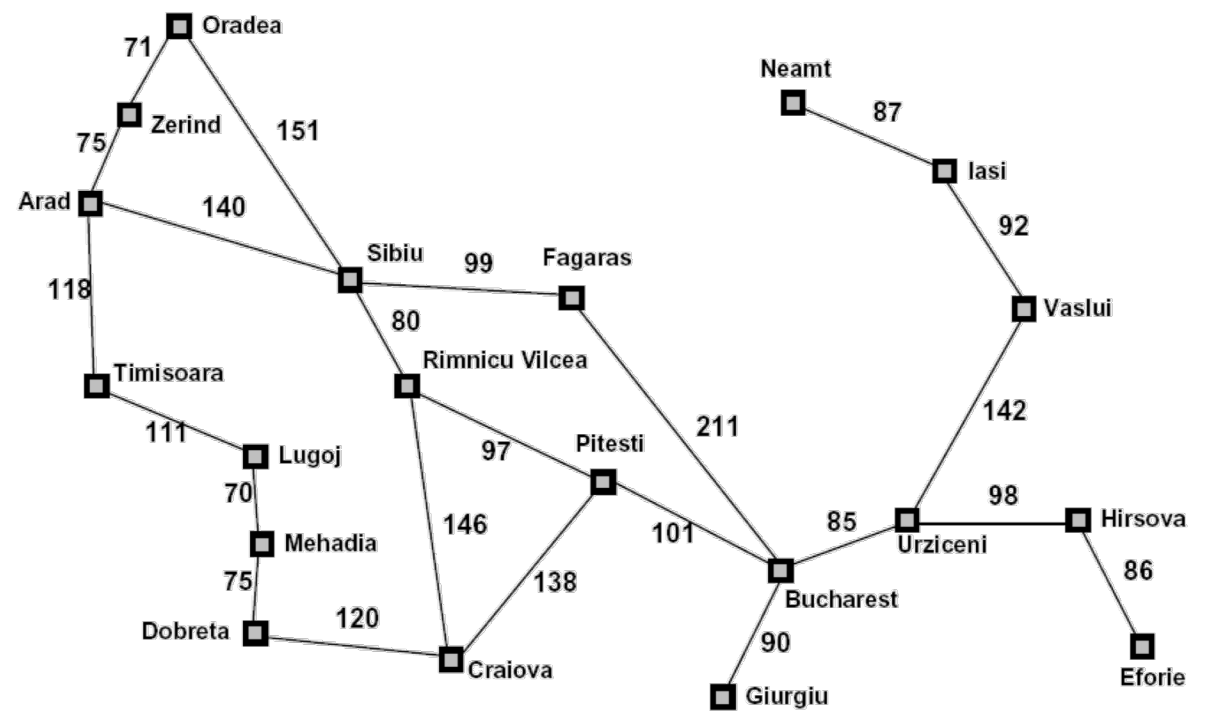 Oradea
71
Neamt
87
Zerind
75
151
Iasi
Arad
140
92
Sibiu
99
Fagaras
118
80
Vaslui
Rimnicu Vilcea
Timisoara
142
211
111
97
Pitesti
Lugoj
70
98
Hirsova
146
101
85
Urziceni
Mehadia
86
75
138
Bucharest
120
Dobreta
90
Craiova
Eforie
Giurgiu